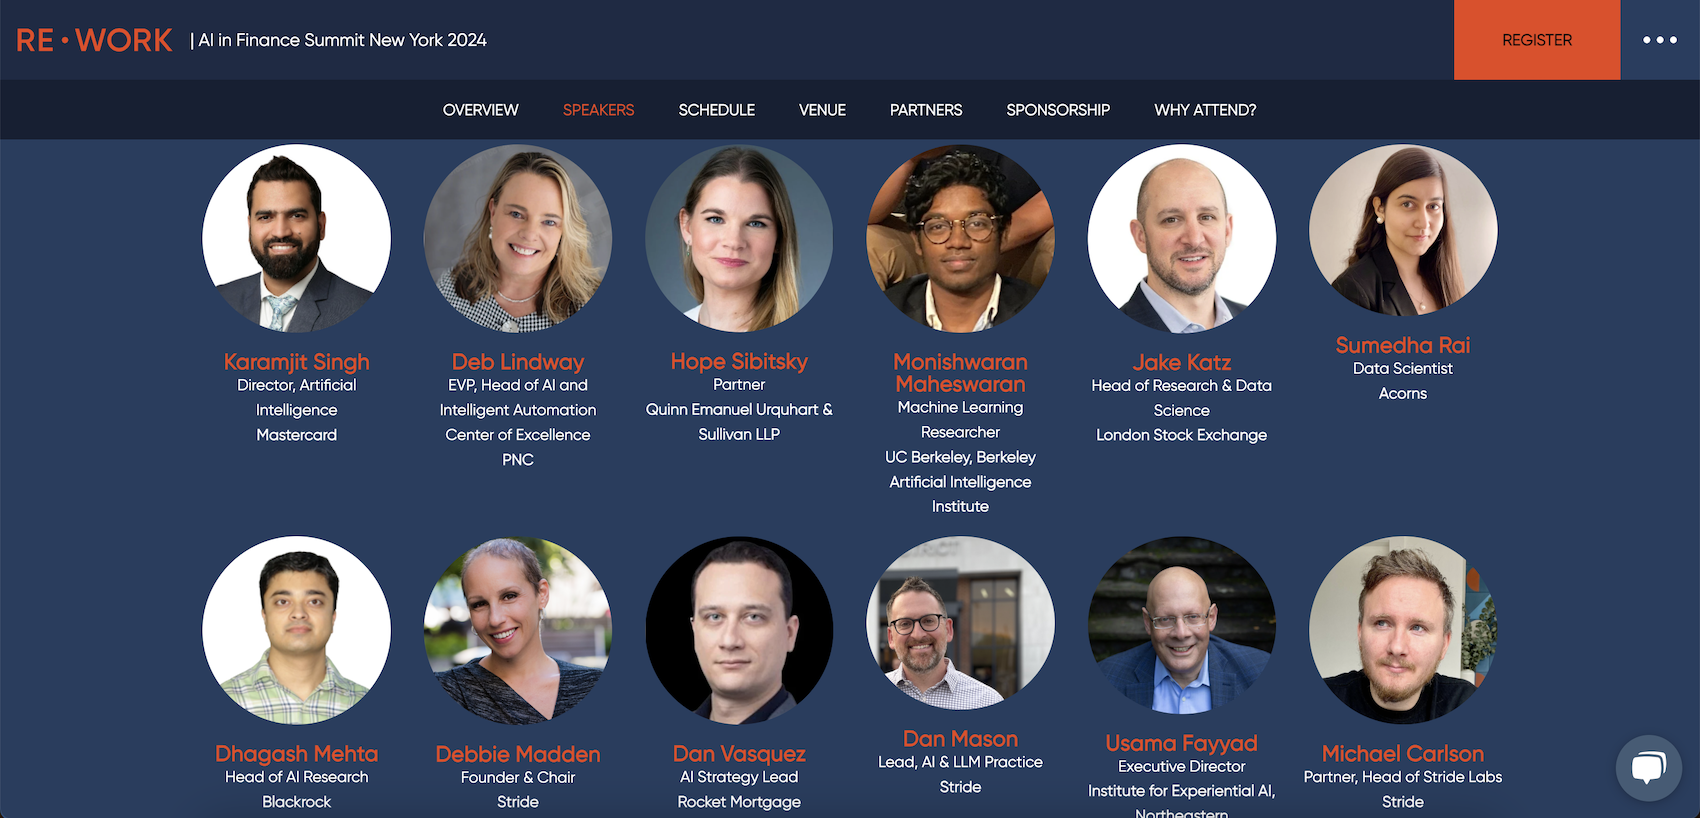 RE•WORK | AI in Finance Summit New York 2024
REGISTER
OVERVIEW SPEAKERS SCHEDULE VENUE PARTNERS SPONSORSHIP WHY ATTEND?
Karamjit Singh
Director, Artificial
Intelligence
Mastercard
Deb Lindway
EVP, Head of AI and
Intelligent Automation
Center of Excellence
PNC
Hope Sibitsky
Partner
Quinn Emanuel Urquhart &
Sullivan LLP
Monishwaran
Maheswaran
Machine Learning
Researcher
UC Berkeley, Berkeley
Artificial Intelligence
Institute
Jake Katz
Head of Research & Data
Science
London Stock Exchange
Sumedha Rai
Data Scientist
Acorns
Dhagash Mehta
Head of AI Research
Blackrock
Debbie Madden
Founder & Chair
Stride
Dan Vasquez
AI Strategy Lead
Rocket Mortgage
Dan Mason
Lead, AI & LLM Practice
Stride
Usama Fayyad
Executive Director
Institute for Experiential AI,
Northeastern
Michael Carlson
Partner, Head of Stride Labs
Stride